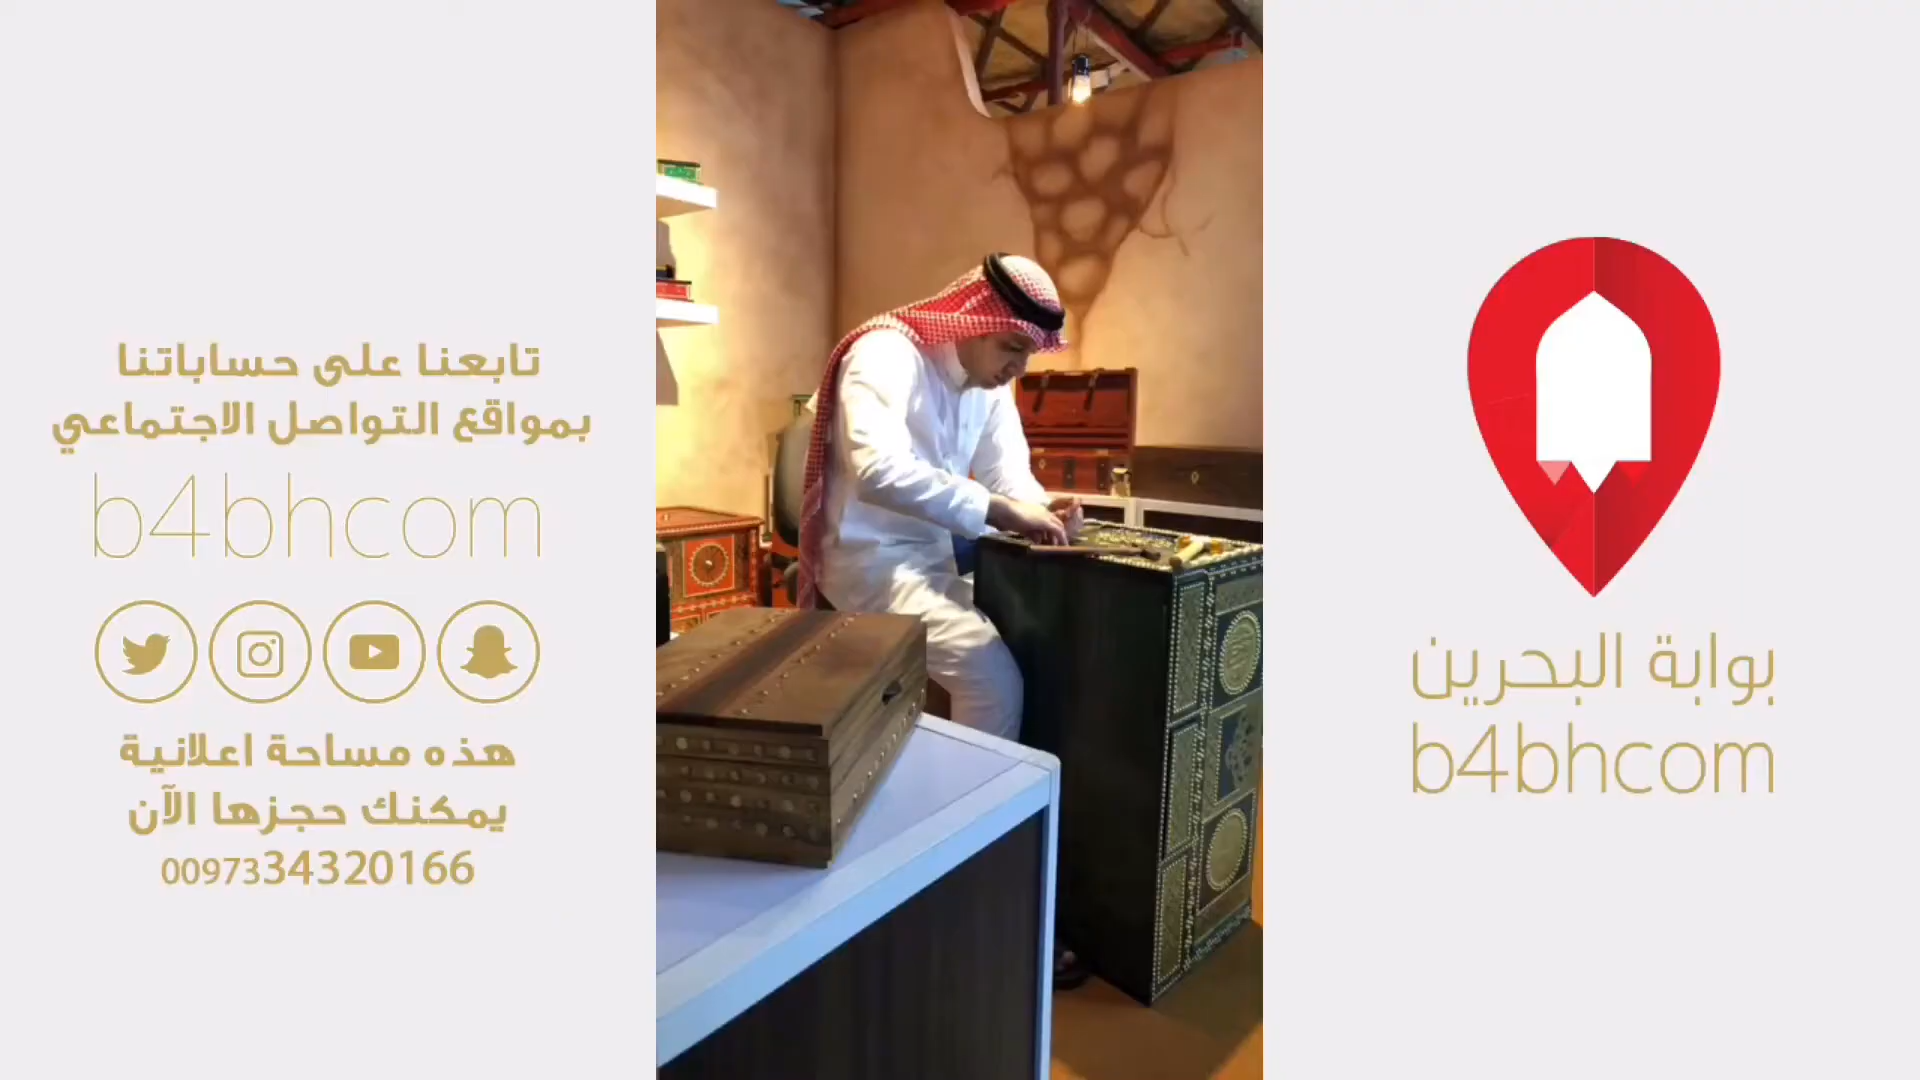 تابعنا على حساباتنا
بمواقع التواصل الاجتماعي
b4bhcom
هذه مساحة اعلانية
يمكنك حجزها الآن
0097334320166
بوابة البحرين
b4bhcom